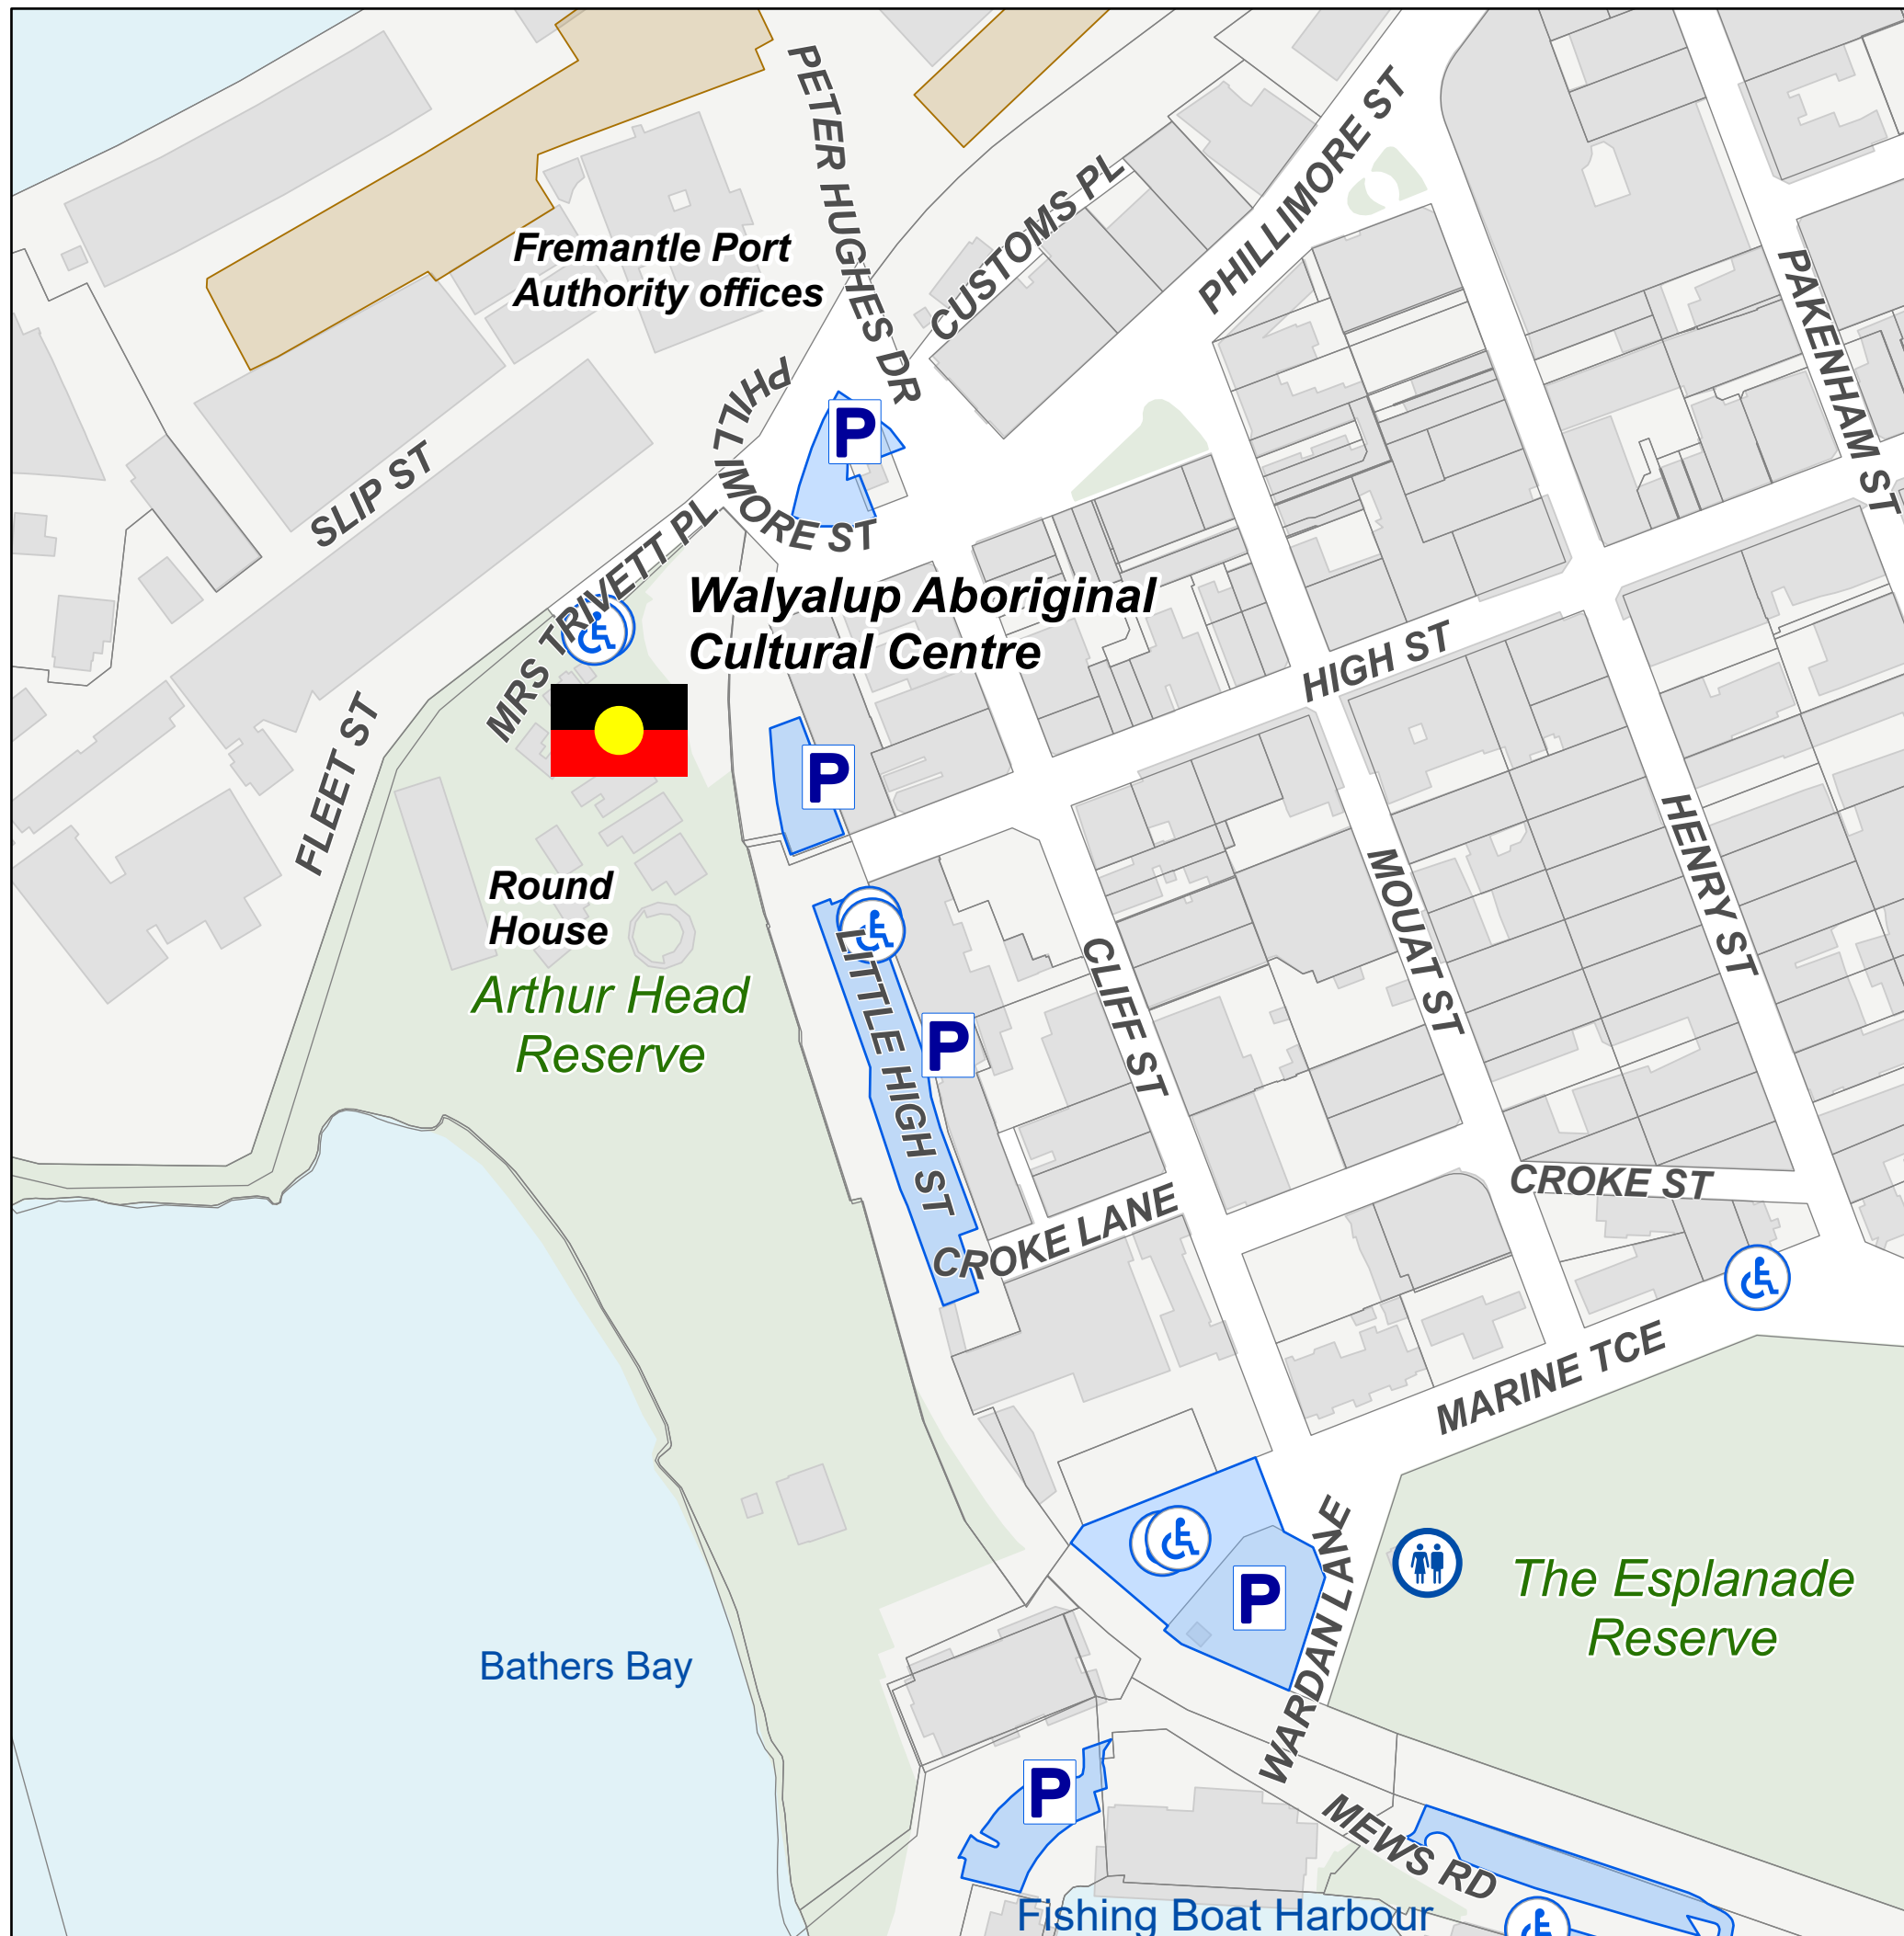 PETER HUGHES DR
PHILLIMORE ST
CUSTOMS PL
Fremantle Port
Authority offices
PAKENHAM ST
PHILLIMORE ST
P
SLIP ST
MRS TRIVETT PL
Walyalup Aboriginal
Cultural Centre
HIGH ST
FLEET ST
P
HENRY ST
MOUAT ST
Round
House
CLIFF ST
LITTLE HIGH ST
Arthur Head
Reserve
P
CROKE ST
CROKE LANE
MARINE TCE
WARDAN LANE
P
The Esplanade
Reserve
Bathers Bay
P
MEWS RD
Fishing Boat Harbour